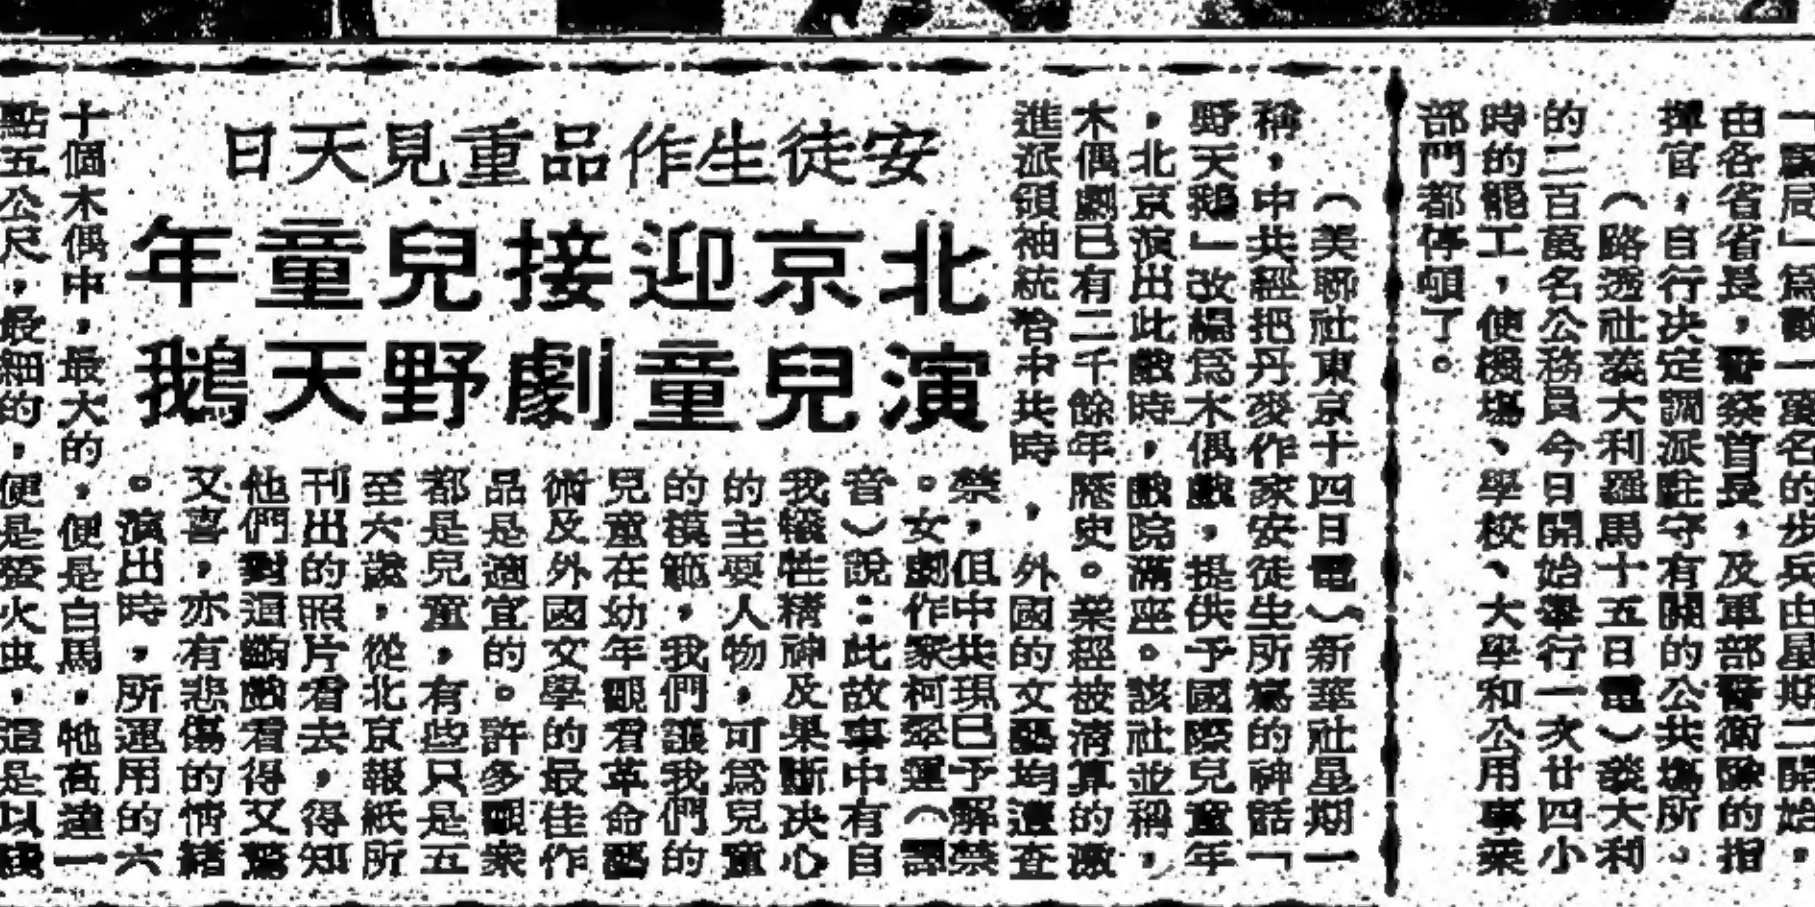 局」為數一萬名的步兵由星期二開始，
由各省省長，警察首長，及軍部警衛隊的指
揮官，自行決定調派駐守有關的公共場所。
（路透社義大利羅馬十五日電）義大利
的二百萬名公務員今日開始舉行一次廿四小
時的罷工，使機場、學校、大學和公用事業
部門都停頓了。
安徒生作品重見天日
北京迎接兒童年
演兒童劇野天鵝
（美聯社東京十四日電）新華社星期一
稱，中共經把丹麥作家安徒生所寫的神話「
野天鵝」改編為木偶戲，提供予國際兒童年
，北京演出此戲時，戲院滿座。該社並稱，
木偶劇已有二千餘年歷史。業經被清算的激
進派領袖統治中共時，外國的文藝均遭查
禁，但中共現已予解禁
。女劇作家柯翠運（譯
音）說：此故事中有自
我犧牲精神及果斷決心
的主要人物，可為兒童
的模範，我們讓我們的
兒童在幼年觀看革命藝
術及外國文學的最佳作
品是適宜的。許多觀眾
都是兒童，有些只是五
至六歲，從北京報紙所
刊出的照片看去，得知
他們對這齣戲看得又驚
又喜，亦有悲傷的情緒
。演出時，所運用的六
十個木偶中，最大的，便是白馬，牠高達一
點五公尺，最細的，便是螢火虫，這是以